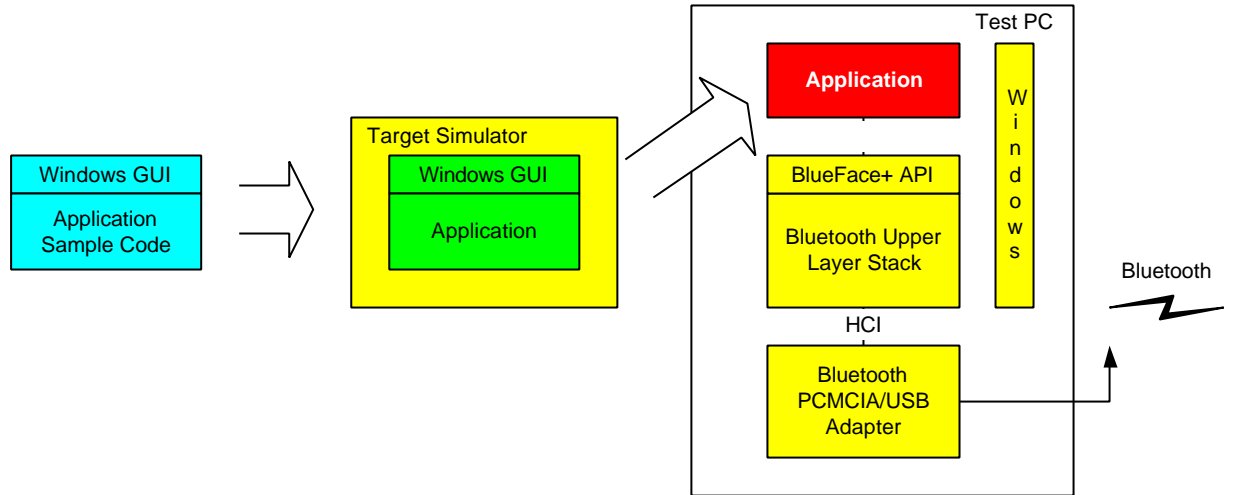 Windows GUI
Application
Sample Code
Target Simulator
Windows GUI
Application
Test PC
Application
BlueFace+ API
Bluetooth Upper
Layer Stack
HCI
Bluetooth
PCMCIA/USB
Adapter
Windows
Bluetooth